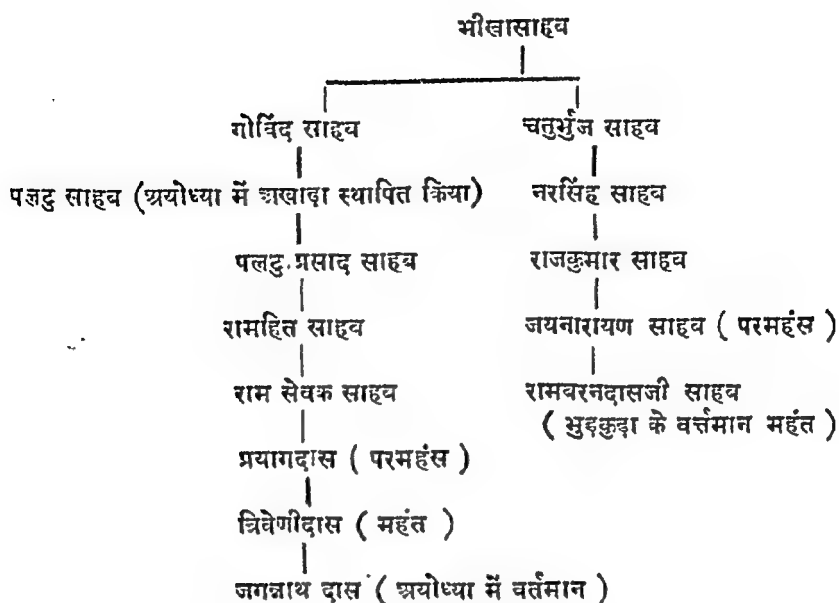 भीखासाहब
गोविंद साहब चतुर्भुज साहब
पलटु साहब (अयोध्या में अखाड़ा स्थापित किया) नरसिंह साहब
पलटु प्रसाद साहब राजकुमार साहब
रामहित साहब जयनारायण साहब ( परमहंस )
राम सेवक साहब रामबरनदासजी साहब
( भुड़कुड़ा के वर्त्तमान महंत )
प्रयागदास ( परमहंस )
त्रिवेणीदास ( महंत )
जगन्नाथ दास ( अयोध्या में वर्तमान )